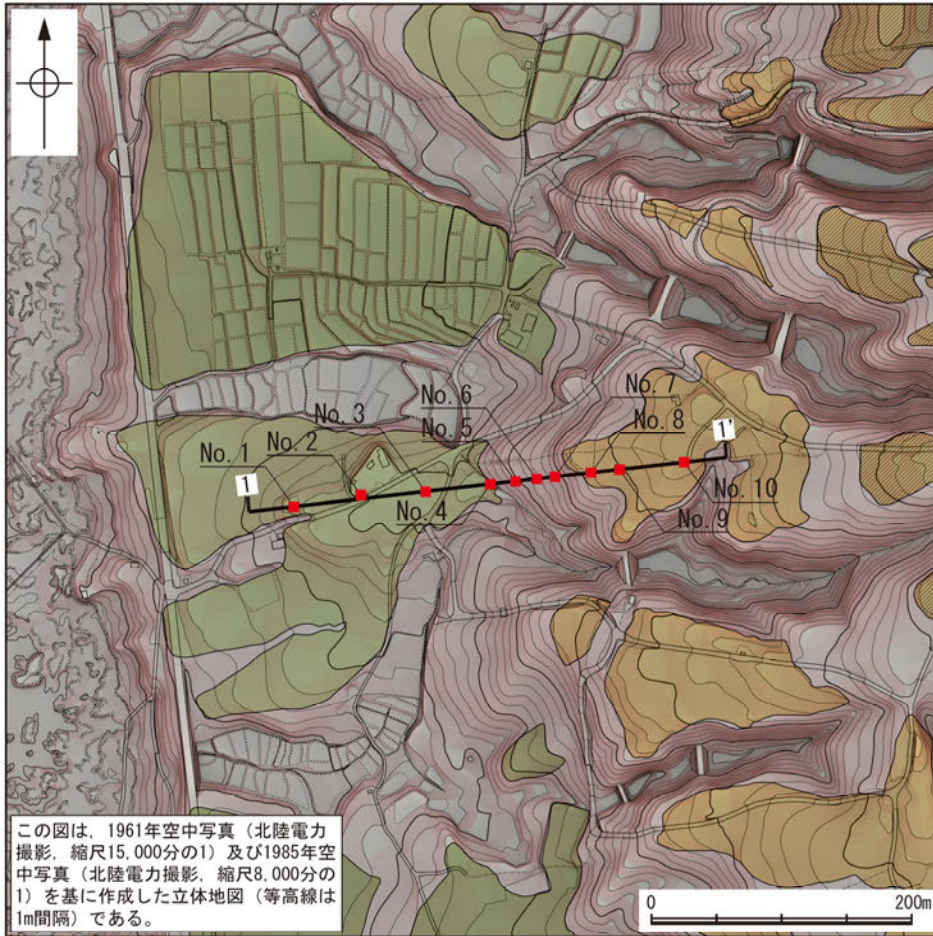 No. 7
No. 6
No. 3
No. 5
No. 8
1'
No. 1
No. 2
1
No. 10
No. 4
No. 9
この図は，1961年空中写真（北陸電力
撮影，縮尺15,000分の1）及び1985年空
中写真（北陸電力撮影，縮尺8,000分の
1）を基に作成した立体地図（等高線は
1m間隔）である。
0
200m